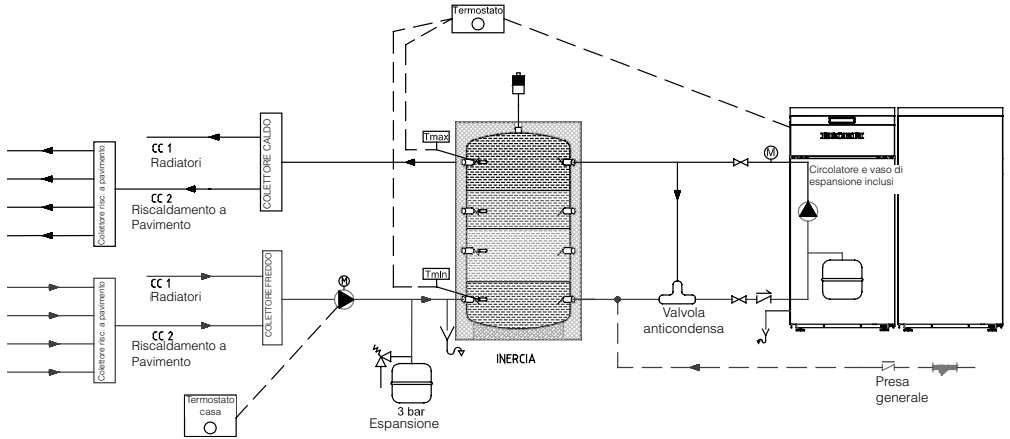 Termostato
Tmax
COLETTORE CALDO
CC 1
Radiatori
Colettore risc. a pavimento
CC 2
Riscaldamento a
Pavimento
M
Circolatore e vaso di
espansione inclusi
COLETTORE FREDDO
CC 1
Radiatori
Colettore risc. a pavimento
CC 2
Riscaldamento a
Pavimento
M
TmIn
Valvola
anticondensa
INERCIA
Termostato
casa
3 bar
Espansione
Presa
generale